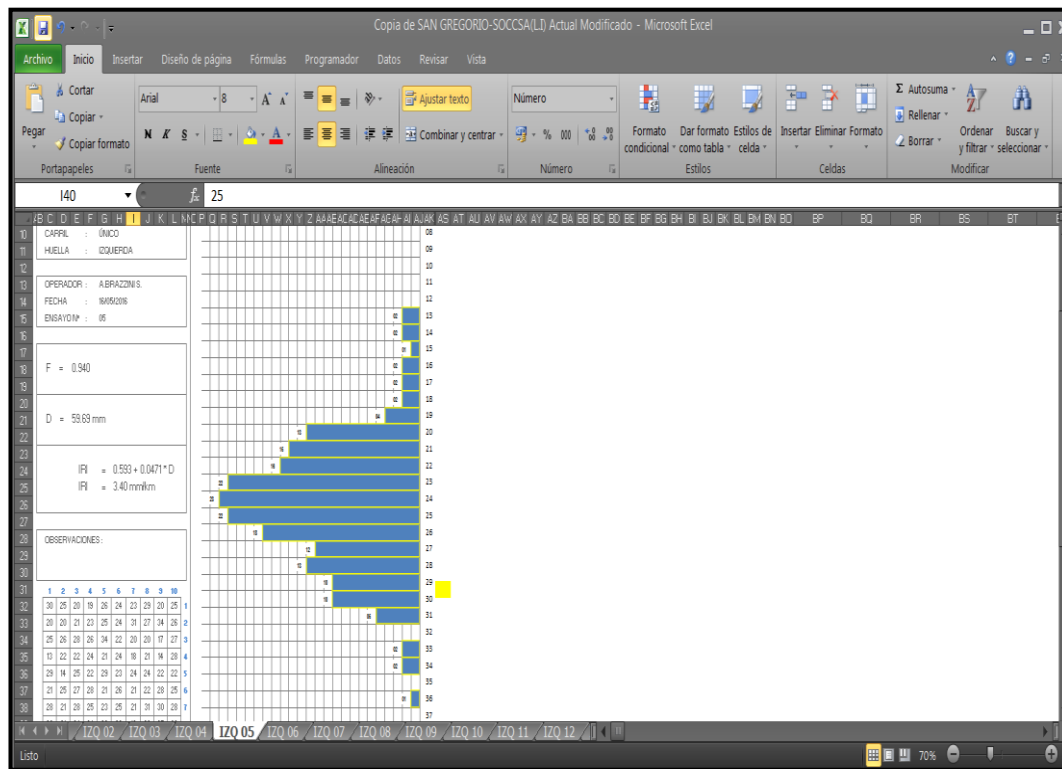 Copia de SAN GREGORIO-SOCCSA(L.I) Actual Modificado - Microsoft Excel
Archivo Inicio Insertar Diseño de página Fórmulas Programador Datos Revisar Vista
Cortar
Copiar
Copiar formato
Pegar
Portapapeles
Arial 8
N K S
Fuente
Ajustar texto
Combinar y centrar
Alineación
Número
% 000
Número
Formato condicional
Dar formato como tabla
Estilos de celda
Estilos
Insertar Eliminar Formato
Celdas
Σ Autosuma
Rellenar
Borrar
Ordenar y filtrar
Buscar y seleccionar
Modificar
I40 fx 25
CARRIL : ÚNICO
HUELLA : IZQUIERDA
OPERADOR : A.BRAZZINI S.
FECHA : 16/05/2016
ENSAYO Nº : 05
F = 0.940
D = 59.69 mm
IRI = 0.593 + 0.0471 * D
IRI = 3.40 mm/km
OBSERVACIONES :
1 2 3 4 5 6 7 8 9 10
30 25 20 19 26 24 23 29 20 25 1
20 20 21 23 25 24 31 27 34 26 2
25 26 28 26 34 22 20 20 17 27 3
13 22 22 24 21 24 18 21 14 28 4
29 14 25 22 29 23 24 24 22 22 5
21 25 27 28 21 26 21 22 28 25 6
28 21 28 25 23 25 21 31 30 28 7
08
09
10
11
12
13
14
15
16
17
18
19
20
21
22
23
24
25
26
27
28
29
30
31
32
33
34
35
36
37
IZQ 02 IZQ 03 IZQ 04 IZQ 05 IZQ 06 IZQ 07 IZQ 08 IZQ 09 IZQ 10 IZQ 11 IZQ 12
Listo
70%